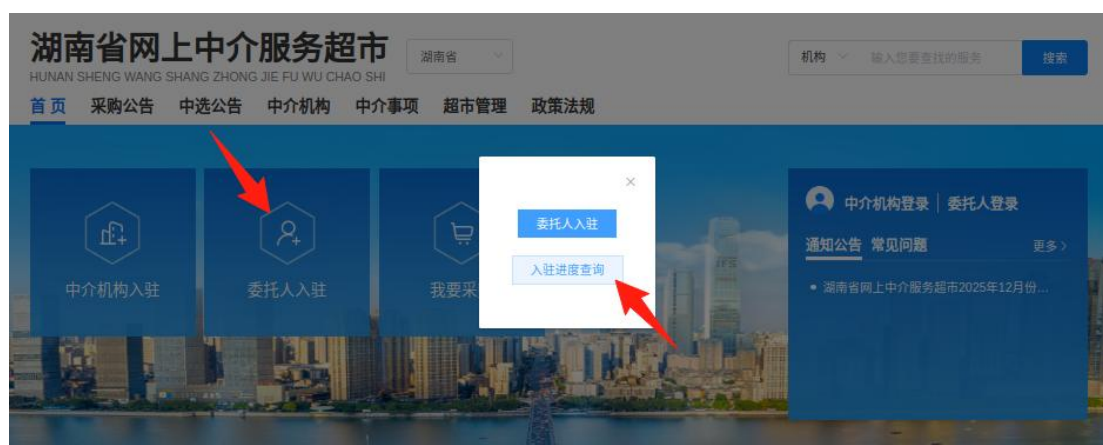 湖南省网上中介服务超市
HUNAN SHENG WANG SHANG ZHONG JIE FU WU CHAO SHI
湖南省
机构 输入您要查找的服务 搜索
首页 采购公告 中选公告 中介机构 中介事项 超市管理 政策法规
×
委托人入驻
入驻进度查询
中介机构入驻 委托人入驻 我要采
中介机构登录 | 委托人登录
通知公告 常见问题 更多>
湖南省网上中介服务超市2025年12月份...